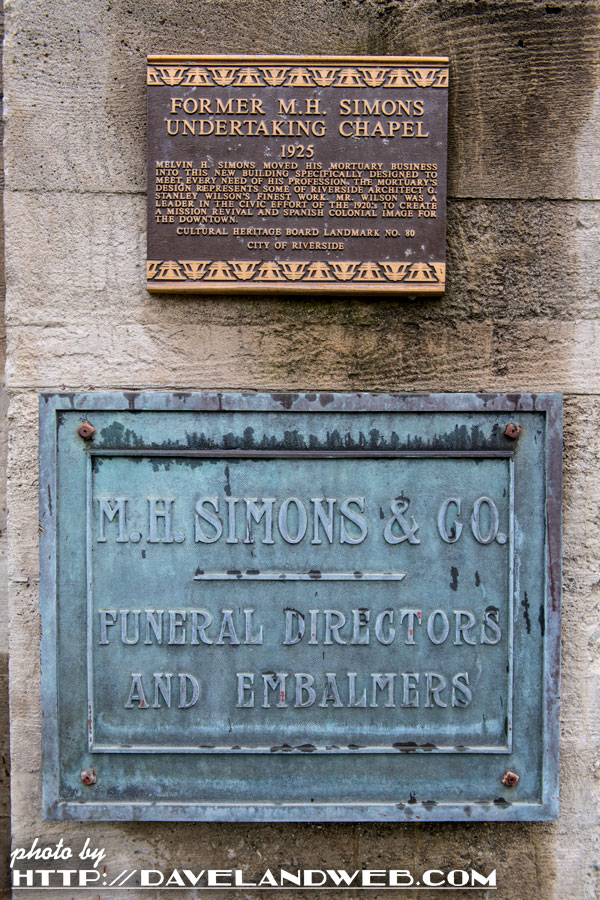 FORMER M.H. SIMONS
UNDERTAKING CHAPEL
1925
MELVIN H. SIMONS MOVED HIS MORTUARY BUSINESS
INTO THIS NEW BUILDING SPECIFICALLY DESIGNED TO
MEET EVERY NEED OF HIS PROFESSION. THE MORTUARY'S
DESIGN REPRESENTS SOME OF RIVERSIDE ARCHITECT G.
STANLEY WILSON'S FINEST WORK. MR. WILSON WAS A
LEADER IN THE CIVIC EFFORT OF THE 1920's TO CREATE
A MISSION REVIVAL AND SPANISH COLONIAL IMAGE FOR
THE DOWNTOWN.
CULTURAL HERITAGE BOARD LANDMARK NO. 80
CITY OF RIVERSIDE
M.H. SIMONS & CO.
FUNERAL DIRECTORS
AND EMBALMERS
photo by
HTTP://DAVELANDWEB.COM